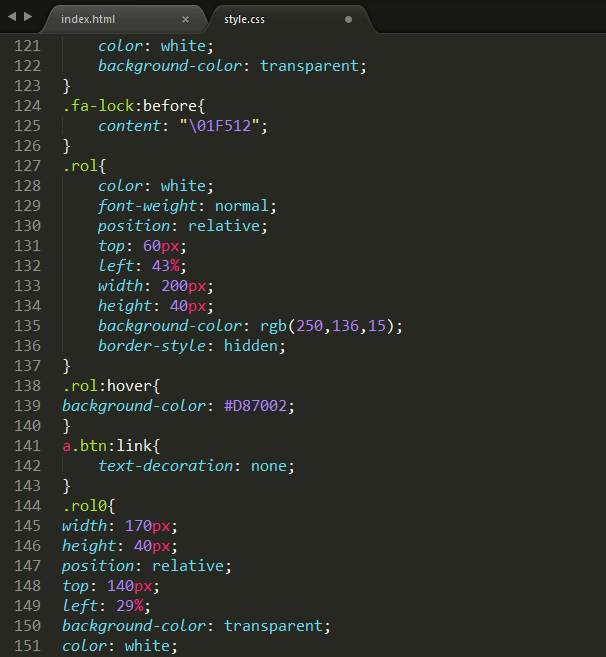 index.html × style.css
121 color: white;
122 background-color: transparent;
123 }
124 .fa-lock:before{
125 content: "\01F512";
126 }
127 .rol{
128 color: white;
129 font-weight: normal;
130 position: relative;
131 top: 60px;
132 left: 43%;
133 width: 200px;
134 height: 40px;
135 background-color: rgb(250,136,15);
136 border-style: hidden;
137 }
138 .rol:hover{
139 background-color: #D87002;
140 }
141 a.btn:link{
142 text-decoration: none;
143 }
144 .rol0{
145 width: 170px;
146 height: 40px;
147 position: relative;
148 top: 140px;
149 left: 29%;
150 background-color: transparent;
151 color: white;